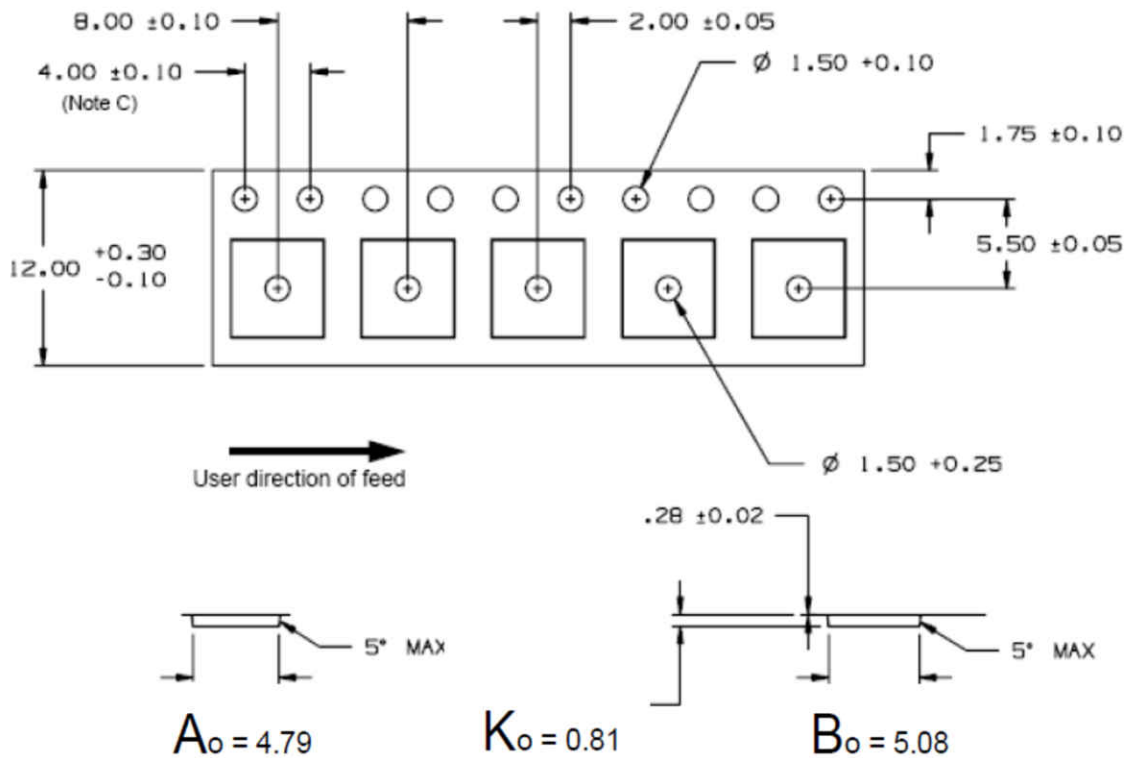 8.00 ±0.10
2.00 ±0.05
4.00 ±0.10
(Note C)
Ø 1.50 +0.10
1.75 ±0.10
12.00 +0.30
-0.10
5.50 ±0.05
User direction of feed
Ø 1.50 +0.25
.28 ±0.02
5° MAX
5° MAX
Ao = 4.79
Ko = 0.81
Bo = 5.08